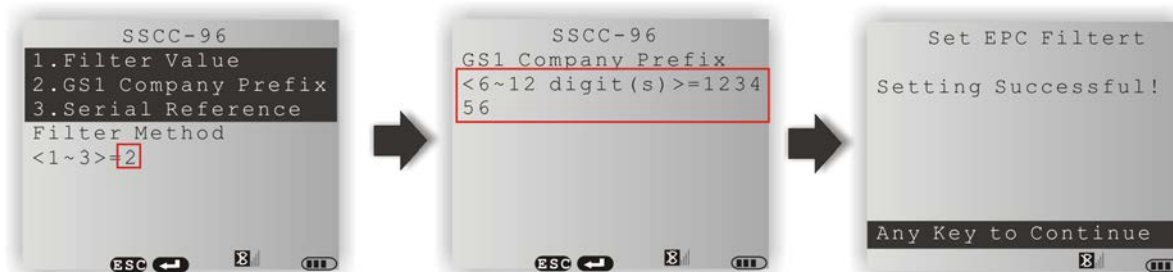 SSCC-96
1.Filter Value
2.GS1 Company Prefix
3.Serial Reference
Filter Method
<1~3>=2
ESC
SSCC-96
GS1 Company Prefix
<6~12 digit(s)>=1234
56
ESC
Set EPC Filtert
Setting Successful!
Any Key to Continue